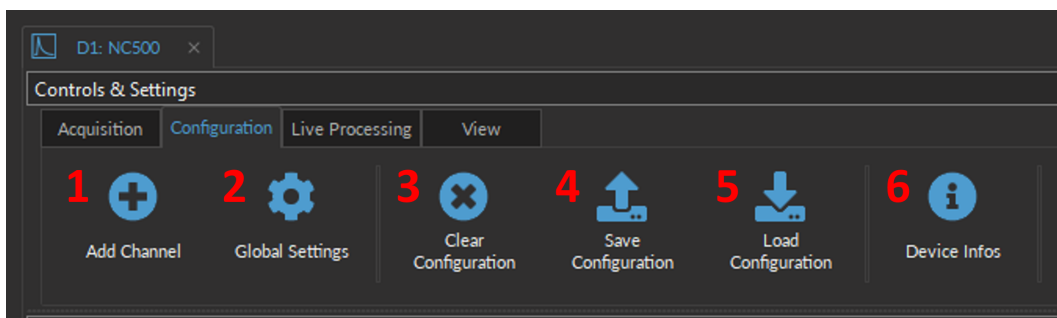 D1: NC500
Controls & Settings
Acquisition Configuration Live Processing View
1 2 3 4 5 6
Add Channel Global Settings Clear Configuration Save Configuration Load Configuration Device Infos